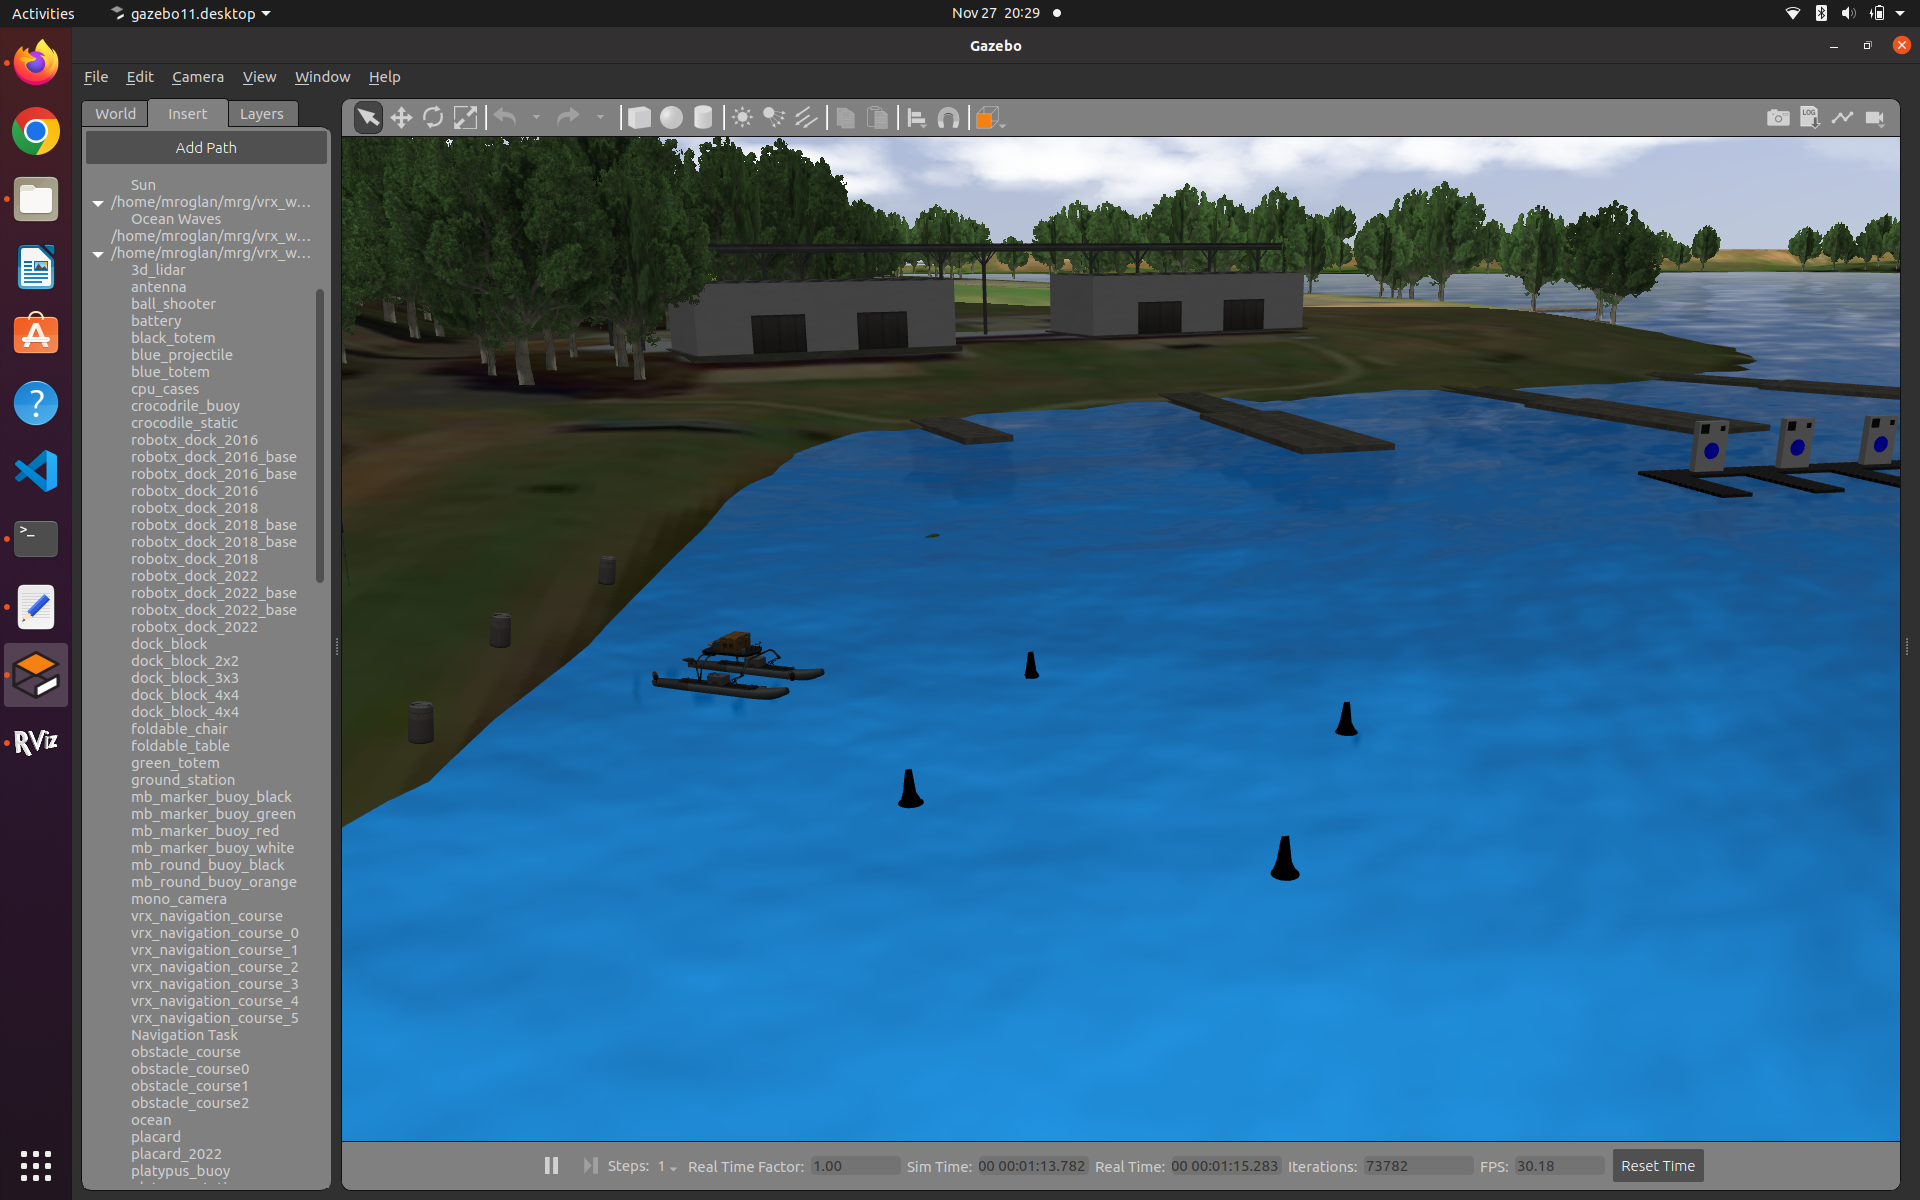 Activities
gazebo11.desktop
Nov 27 20:29
Gazebo
File Edit Camera View Window Help
World Insert Layers
Add Path
Sun
/home/mroglan/mrg/vrx_w...
Ocean Waves
/home/mroglan/mrg/vrx_w...
/home/mroglan/mrg/vrx_w...
3d_lidar
antenna
ball_shooter
battery
black_totem
blue_projectile
blue_totem
cpu_cases
crocodrile_buoy
crocodile_static
robotx_dock_2016
robotx_dock_2016_base
robotx_dock_2016_base
robotx_dock_2016
robotx_dock_2018
robotx_dock_2018_base
robotx_dock_2018_base
robotx_dock_2018
robotx_dock_2022
robotx_dock_2022_base
robotx_dock_2022_base
robotx_dock_2022
dock_block
dock_block_2x2
dock_block_3x3
dock_block_4x4
dock_block_4x4
foldable_chair
foldable_table
green_totem
ground_station
mb_marker_buoy_black
mb_marker_buoy_green
mb_marker_buoy_red
mb_marker_buoy_white
mb_round_buoy_black
mb_round_buoy_orange
mono_camera
vrx_navigation_course
vrx_navigation_course_0
vrx_navigation_course_1
vrx_navigation_course_2
vrx_navigation_course_3
vrx_navigation_course_4
vrx_navigation_course_5
Navigation Task
obstacle_course
obstacle_course0
obstacle_course1
obstacle_course2
ocean
placard
placard_2022
platypus_buoy
LOG
RViz
Steps: 1 Real Time Factor: 1.00 Sim Time: 00 00:01:13.782 Real Time: 00 00:01:15.283 Iterations: 73782 FPS: 30.18 Reset Time